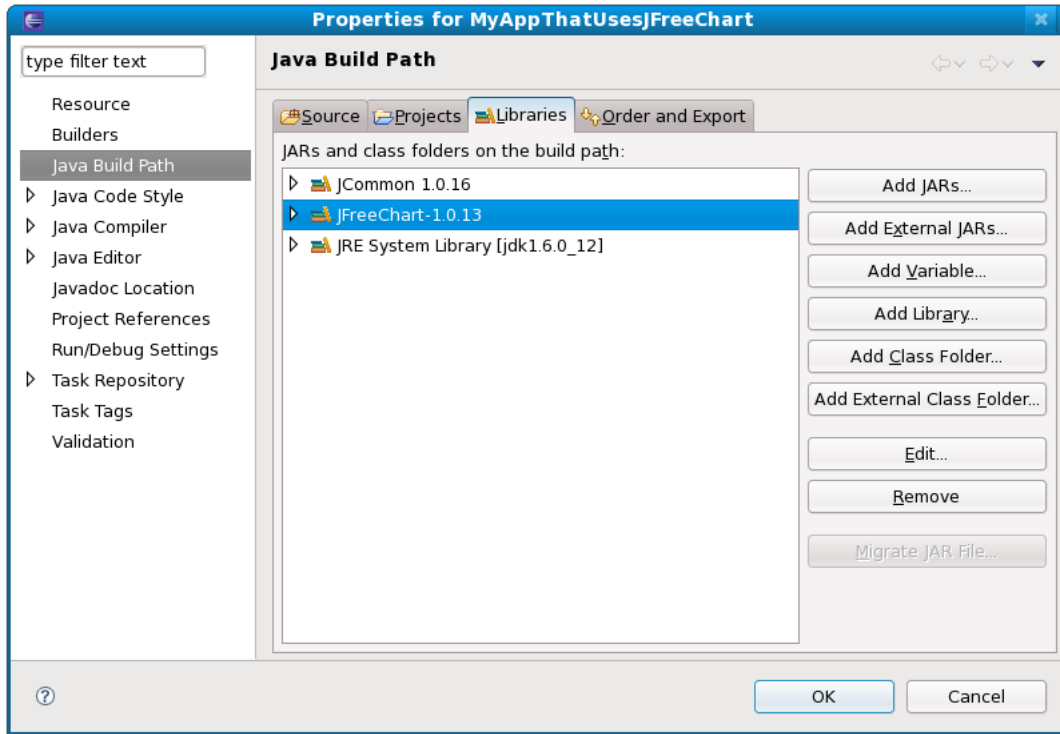 Properties for MyAppThatUsesJFreeChart
type filter text
Resource
Builders
Java Build Path
Java Code Style
Java Compiler
Java Editor
Javadoc Location
Project References
Run/Debug Settings
Task Repository
Task Tags
Validation
Java Build Path
Source Projects Libraries Order and Export
JARs and class folders on the build path:
JCommon 1.0.16
JFreeChart-1.0.13
JRE System Library [jdk1.6.0_12]
Add JARs...
Add External JARs...
Add Variable...
Add Library...
Add Class Folder...
Add External Class Folder...
Edit...
Remove
Migrate JAR File...
?
OK Cancel